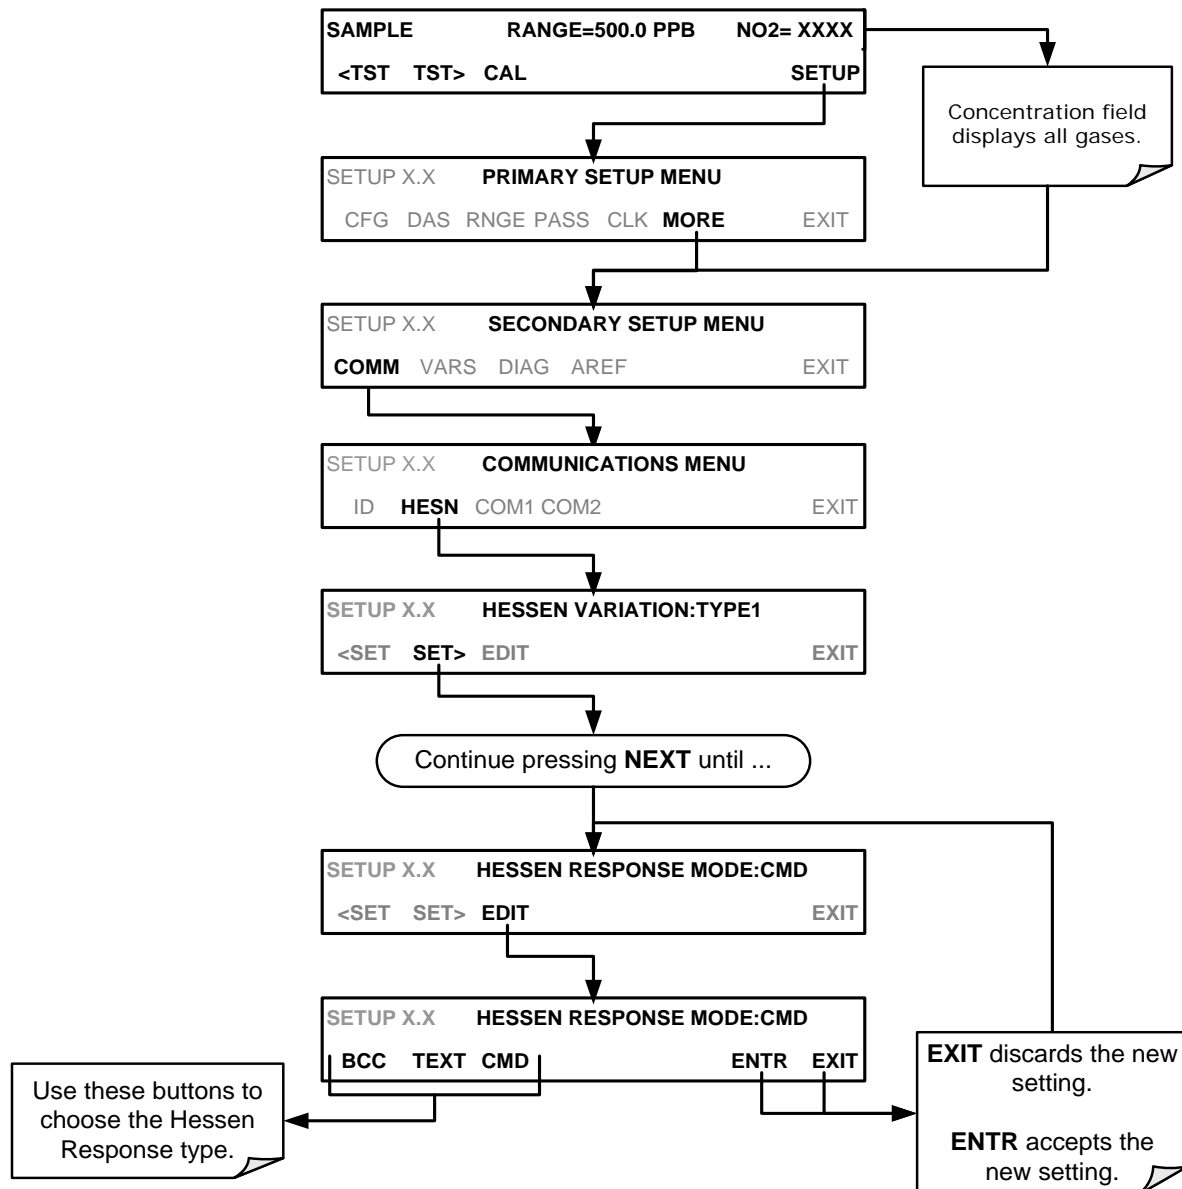 SAMPLE RANGE=500.0 PPB NO2= XXXX
<TST TST> CAL SETUP
Concentration field
displays all gases.
SETUP X.X PRIMARY SETUP MENU
CFG DAS RNGE PASS CLK MORE EXIT
SETUP X.X SECONDARY SETUP MENU
COMM VARS DIAG AREF EXIT
SETUP X.X COMMUNICATIONS MENU
ID HESN COM1 COM2 EXIT
SETUP X.X HESSEN VARIATION:TYPE1
<SET SET> EDIT EXIT
Continue pressing NEXT until ...
SETUP X.X HESSEN RESPONSE MODE:CMD
<SET SET> EDIT EXIT
SETUP X.X HESSEN RESPONSE MODE:CMD
BCC TEXT CMD ENTR EXIT
Use these buttons to
choose the Hessen
Response type.
EXIT discards the new
setting.
ENTR accepts the
new setting.